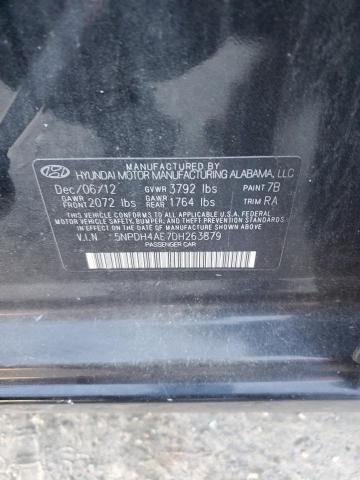 MANUFACTURED BY
HYUNDAI MOTOR MANUFACTURING ALABAMA, LLC
Dec/06/12 GVWR 3792 lbs PAINT 7B
GAWR FRONT 2072 lbs GAWR REAR 1764 lbs TRIM RA
THIS VEHICLE CONFORMS TO ALL APPLICABLE U.S.A. FEDERAL
MOTOR VEHICLE SAFETY, BUMPER, AND THEFT PREVENTION
STANDARDS IN EFFECT ON THE DATE OF MANUFACTURE SHOWN ABOVE.
V.I.N : 5NPDH4AE7DH263879
PASSENGER CAR